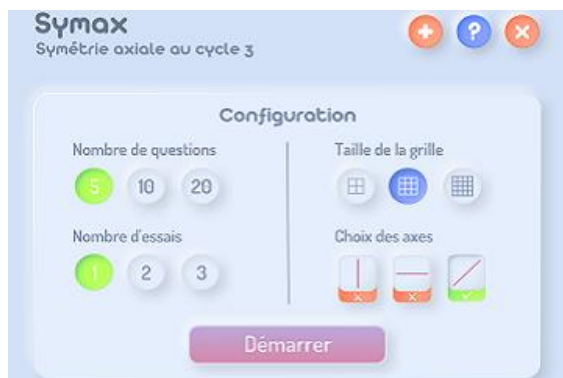 Symax
Symétrie axiale au cycle 3
+ ? ×
Configuration
Nombre de questions
5 10 20
Taille de la grille
Nombre d'essais
1 2 3
Choix des axes
Démarrer